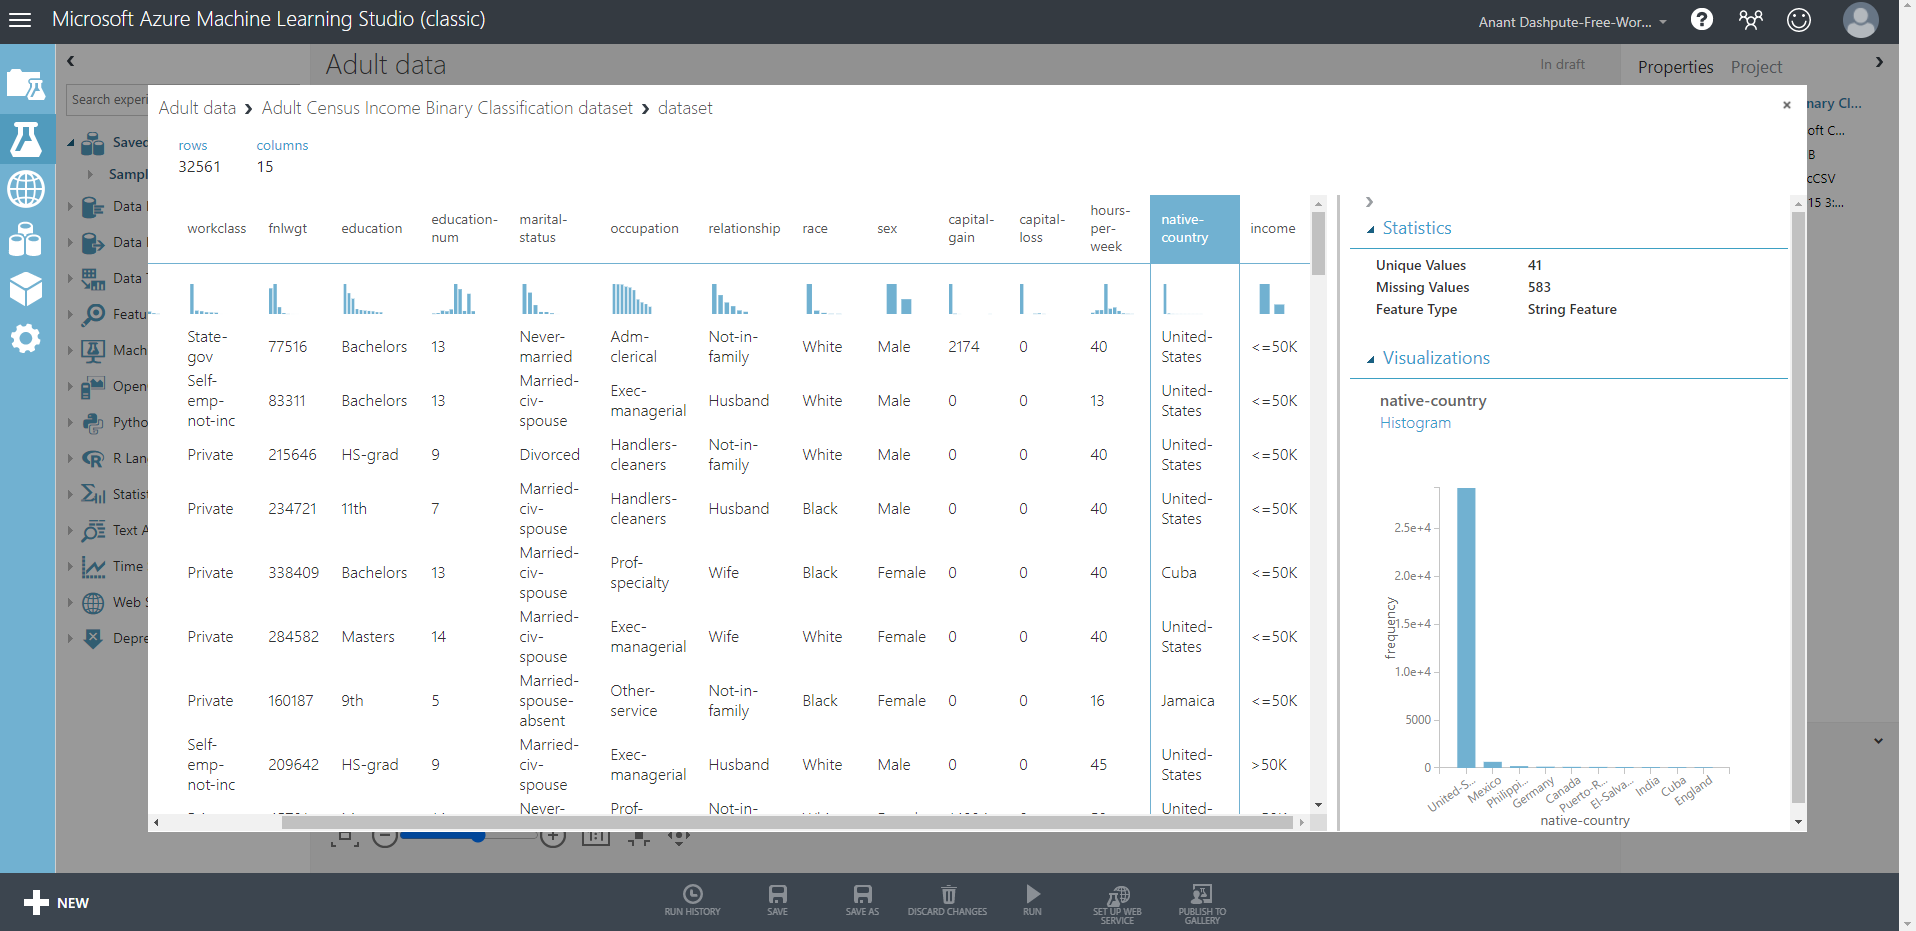 Microsoft Azure Machine Learning Studio (classic)
Anant Dashpute-Free-Wor...
Search experi
Saved
Sampl
Data
Data
Data
Featu
Mach
Open
Pytho
R Lan
Statist
Text A
Time
Web S
Depre
Adult data
In draft
Properties Project
nary Cl...
oft C...
B
cCSV
15 3:...
Adult data > Adult Census Income Binary Classification dataset > dataset
rows columns
32561 15
workclass fnlwgt education education-num marital-status occupation relationship race sex capital-gain capital-loss hours-per-week native-country income
State-gov 77516 Bachelors 13 Never-married Adm-clerical Not-in-family White Male 2174 0 40 United-States <=50K
Self-emp-not-inc 83311 Bachelors 13 Married-civ-spouse Exec-managerial Husband White Male 0 0 13 United-States <=50K
Private 215646 HS-grad 9 Divorced Handlers-cleaners Not-in-family White Male 0 0 40 United-States <=50K
Private 234721 11th 7 Married-civ-spouse Handlers-cleaners Husband Black Male 0 0 40 United-States <=50K
Private 338409 Bachelors 13 Married-civ-spouse Prof-specialty Wife Black Female 0 0 40 Cuba <=50K
Private 284582 Masters 14 Married-civ-spouse Exec-managerial Wife White Female 0 0 40 United-States <=50K
Private 160187 9th 5 Married-spouse-absent Other-service Not-in-family Black Female 0 0 16 Jamaica <=50K
Self-emp-not-inc 209642 HS-grad 9 Married-civ-spouse Exec-managerial Husband White Male 0 0 45 United-States >50K
Never- Prof- Not-in- United-
Statistics
Unique Values 41
Missing Values 583
Feature Type String Feature
Visualizations
native-country
Histogram
frequency
2.5e+4
2.0e+4
1.5e+4
1.0e+4
5000
0
United-S... Mexico Philippi... Germany Canada Puerto-R... El-Salva... India Cuba England
native-country
1:1
NEW
RUN HISTORY
SAVE
SAVE AS
DISCARD CHANGES
RUN
SET UP WEB SERVICE
PUBLISH TO GALLERY